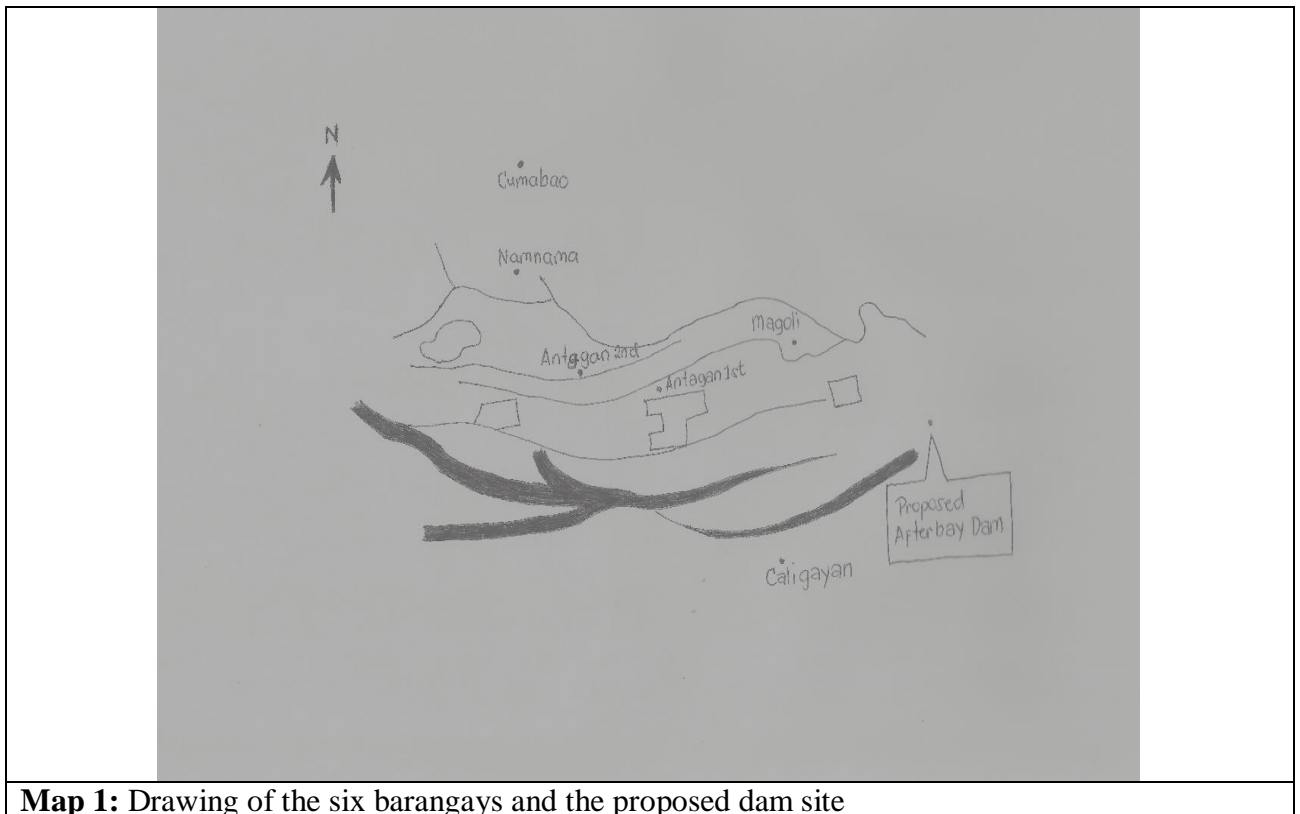 N
Cumabao
Namnama
Magoli
Antagan 2nd
Antagan 1st
Proposed
Afterbay Dam
Caligayan
Map 1: Drawing of the six barangays and the proposed dam site